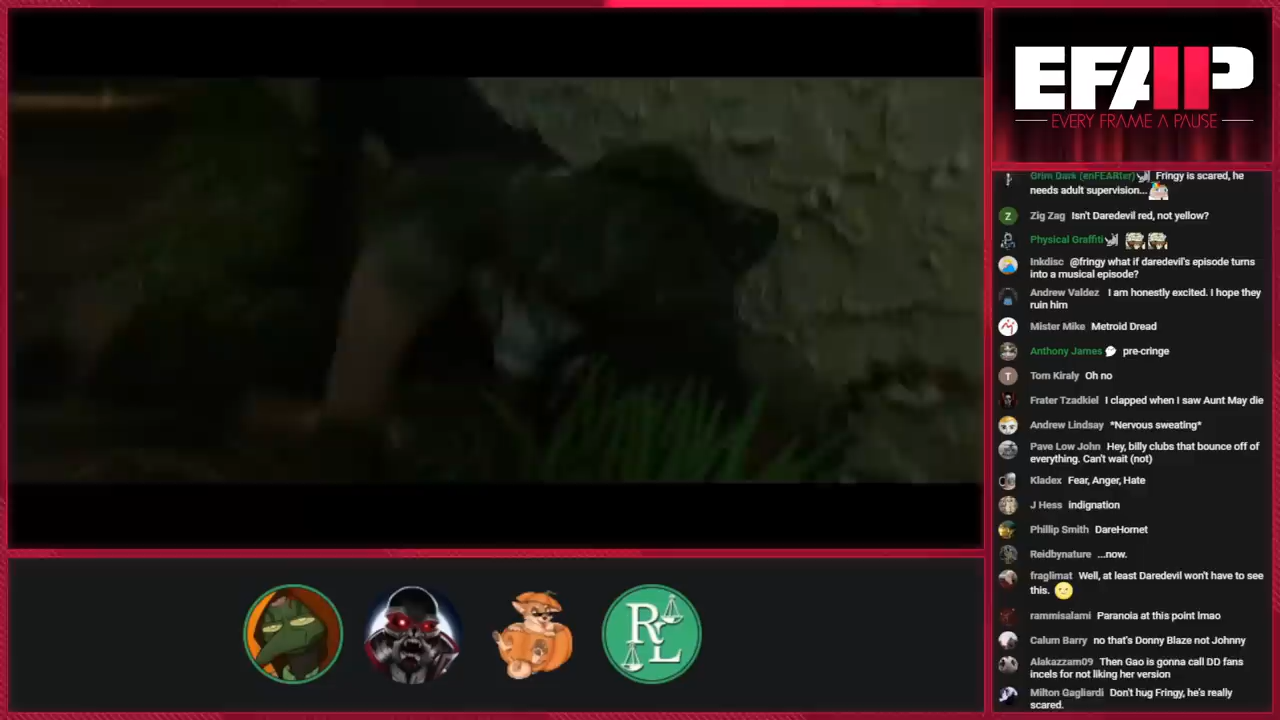 EFAP
EVERY FRAME A PAUSE
Grim Dark (enFEARter) Fringy is scared, he
needs adult supervision...
Z
Zig Zag Isn't Daredevil red, not yellow?
Physical Graffiti
Inkdisc @fringy what if daredevil's episode turns
into a musical episode?
Andrew Valdez I am honestly excited. I hope they
ruin him
Mister Mike Metroid Dread
Anthony James pre-cringe
T
Tom Kiraly Oh no
Frater Tzadkiel I clapped when I saw Aunt May die
Andrew Lindsay *Nervous sweating*
Pave Low John Hey, billy clubs that bounce off of
everything. Can't wait (not)
Kladex Fear, Anger, Hate
J Hess indignation
Phillip Smith DareHornet
Reidbynature ...now.
fraglimat Well, at least Daredevil won't have to see
this.
rammisalami Paranoia at this point lmao
Calum Barry no that's Donny Blaze not Johnny
Alakazzam09 Then Gao is gonna call DD fans
incels for not liking her version
Milton Gagliardi Don't hug Fringy, he's really
scared.
RL